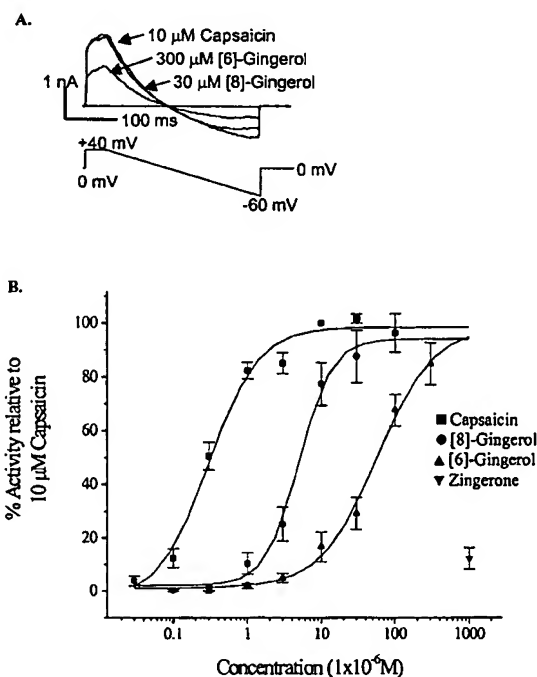 A.
10 µM Capsaicin
300 µM [6]-Gingerol
30 µM [8]-Gingerol
1 nA
100 ms
+40 mV
0 mV
0 mV
-60 mV
B.
% Activity relative to
10 µM Capsaicin
100
80
60
40
20
0
Capsaicin
[8]-Gingerol
[6]-Gingerol
Zingerone
0.1
1
10
100
1000
Concentration (1x10⁻⁶M)